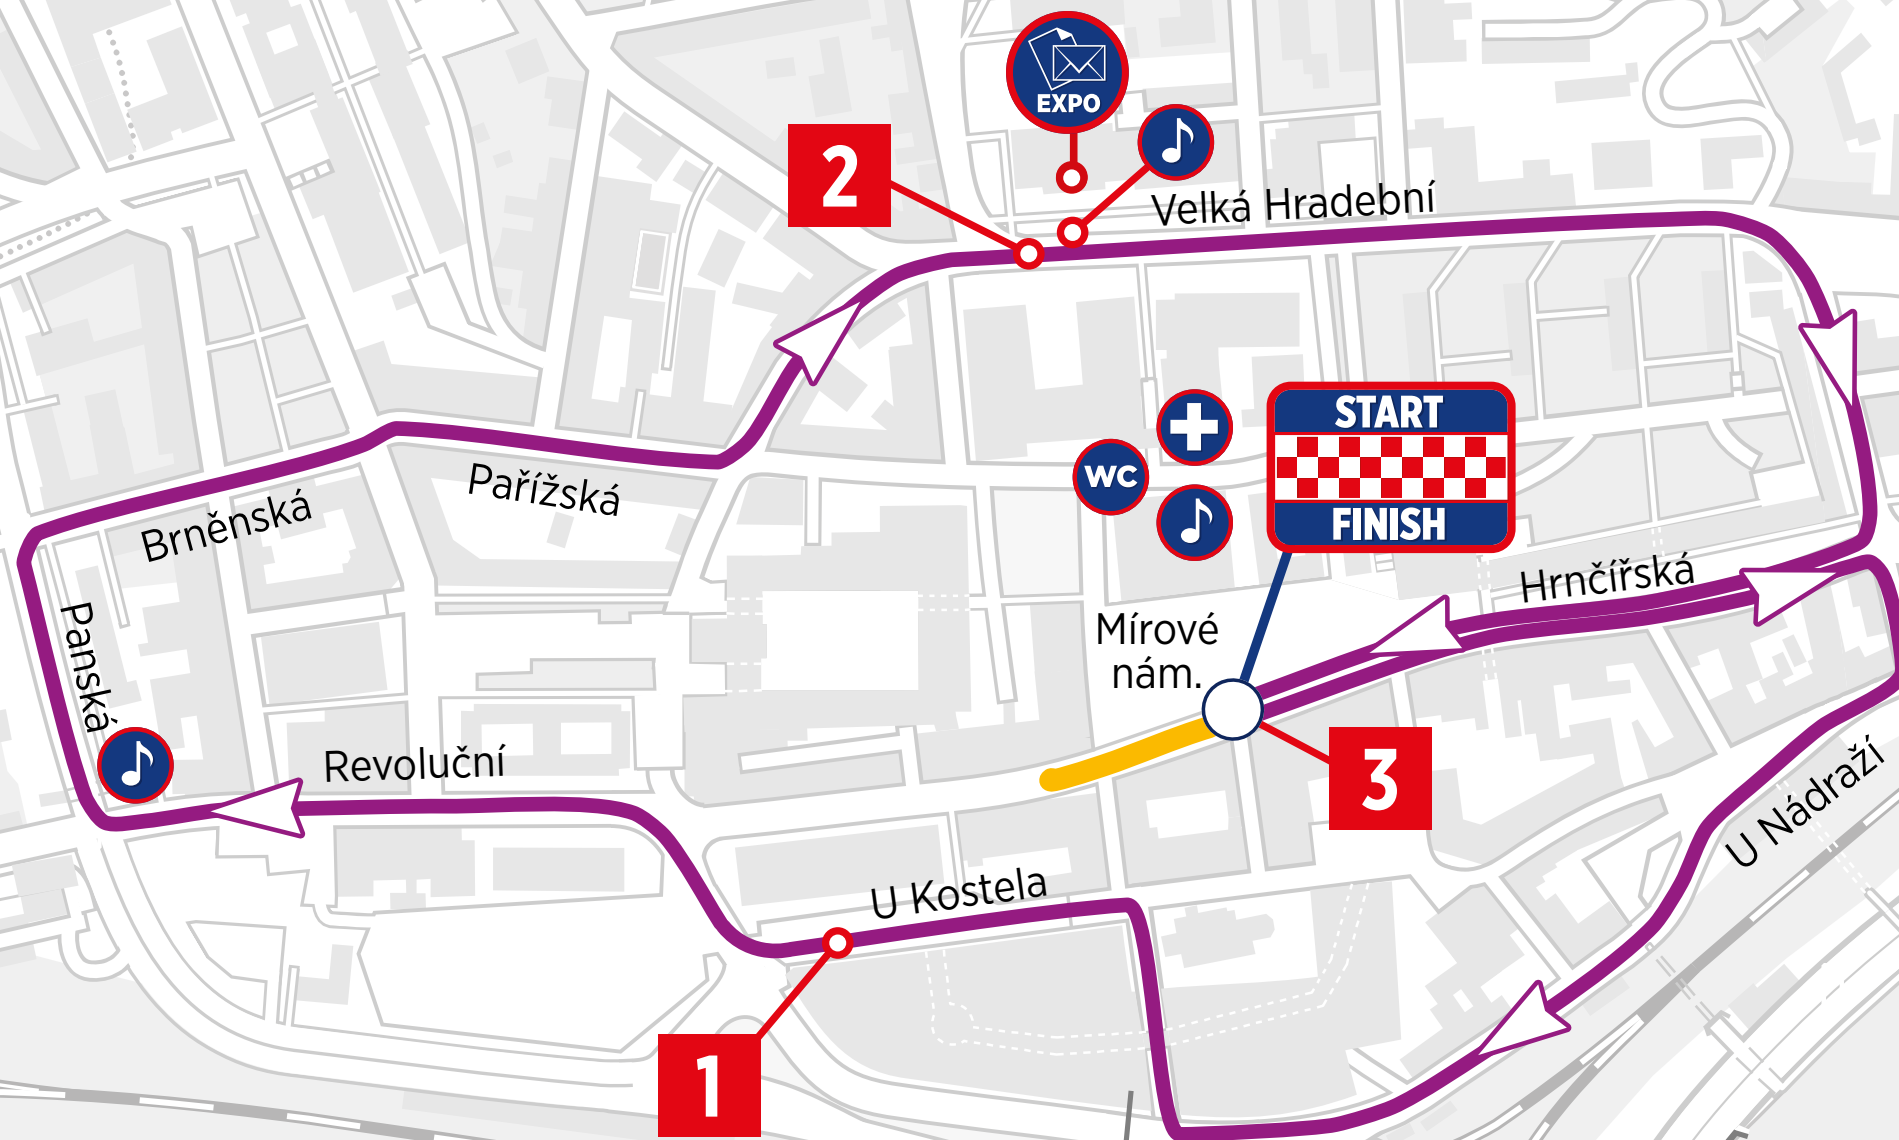 EXPO
2
Velká Hradební
START
FINISH
WC
Pařížská
Brněnská
Hrnčířská
Mírové
nám.
Panská
Revoluční
3
U Nádraží
U Kostela
1